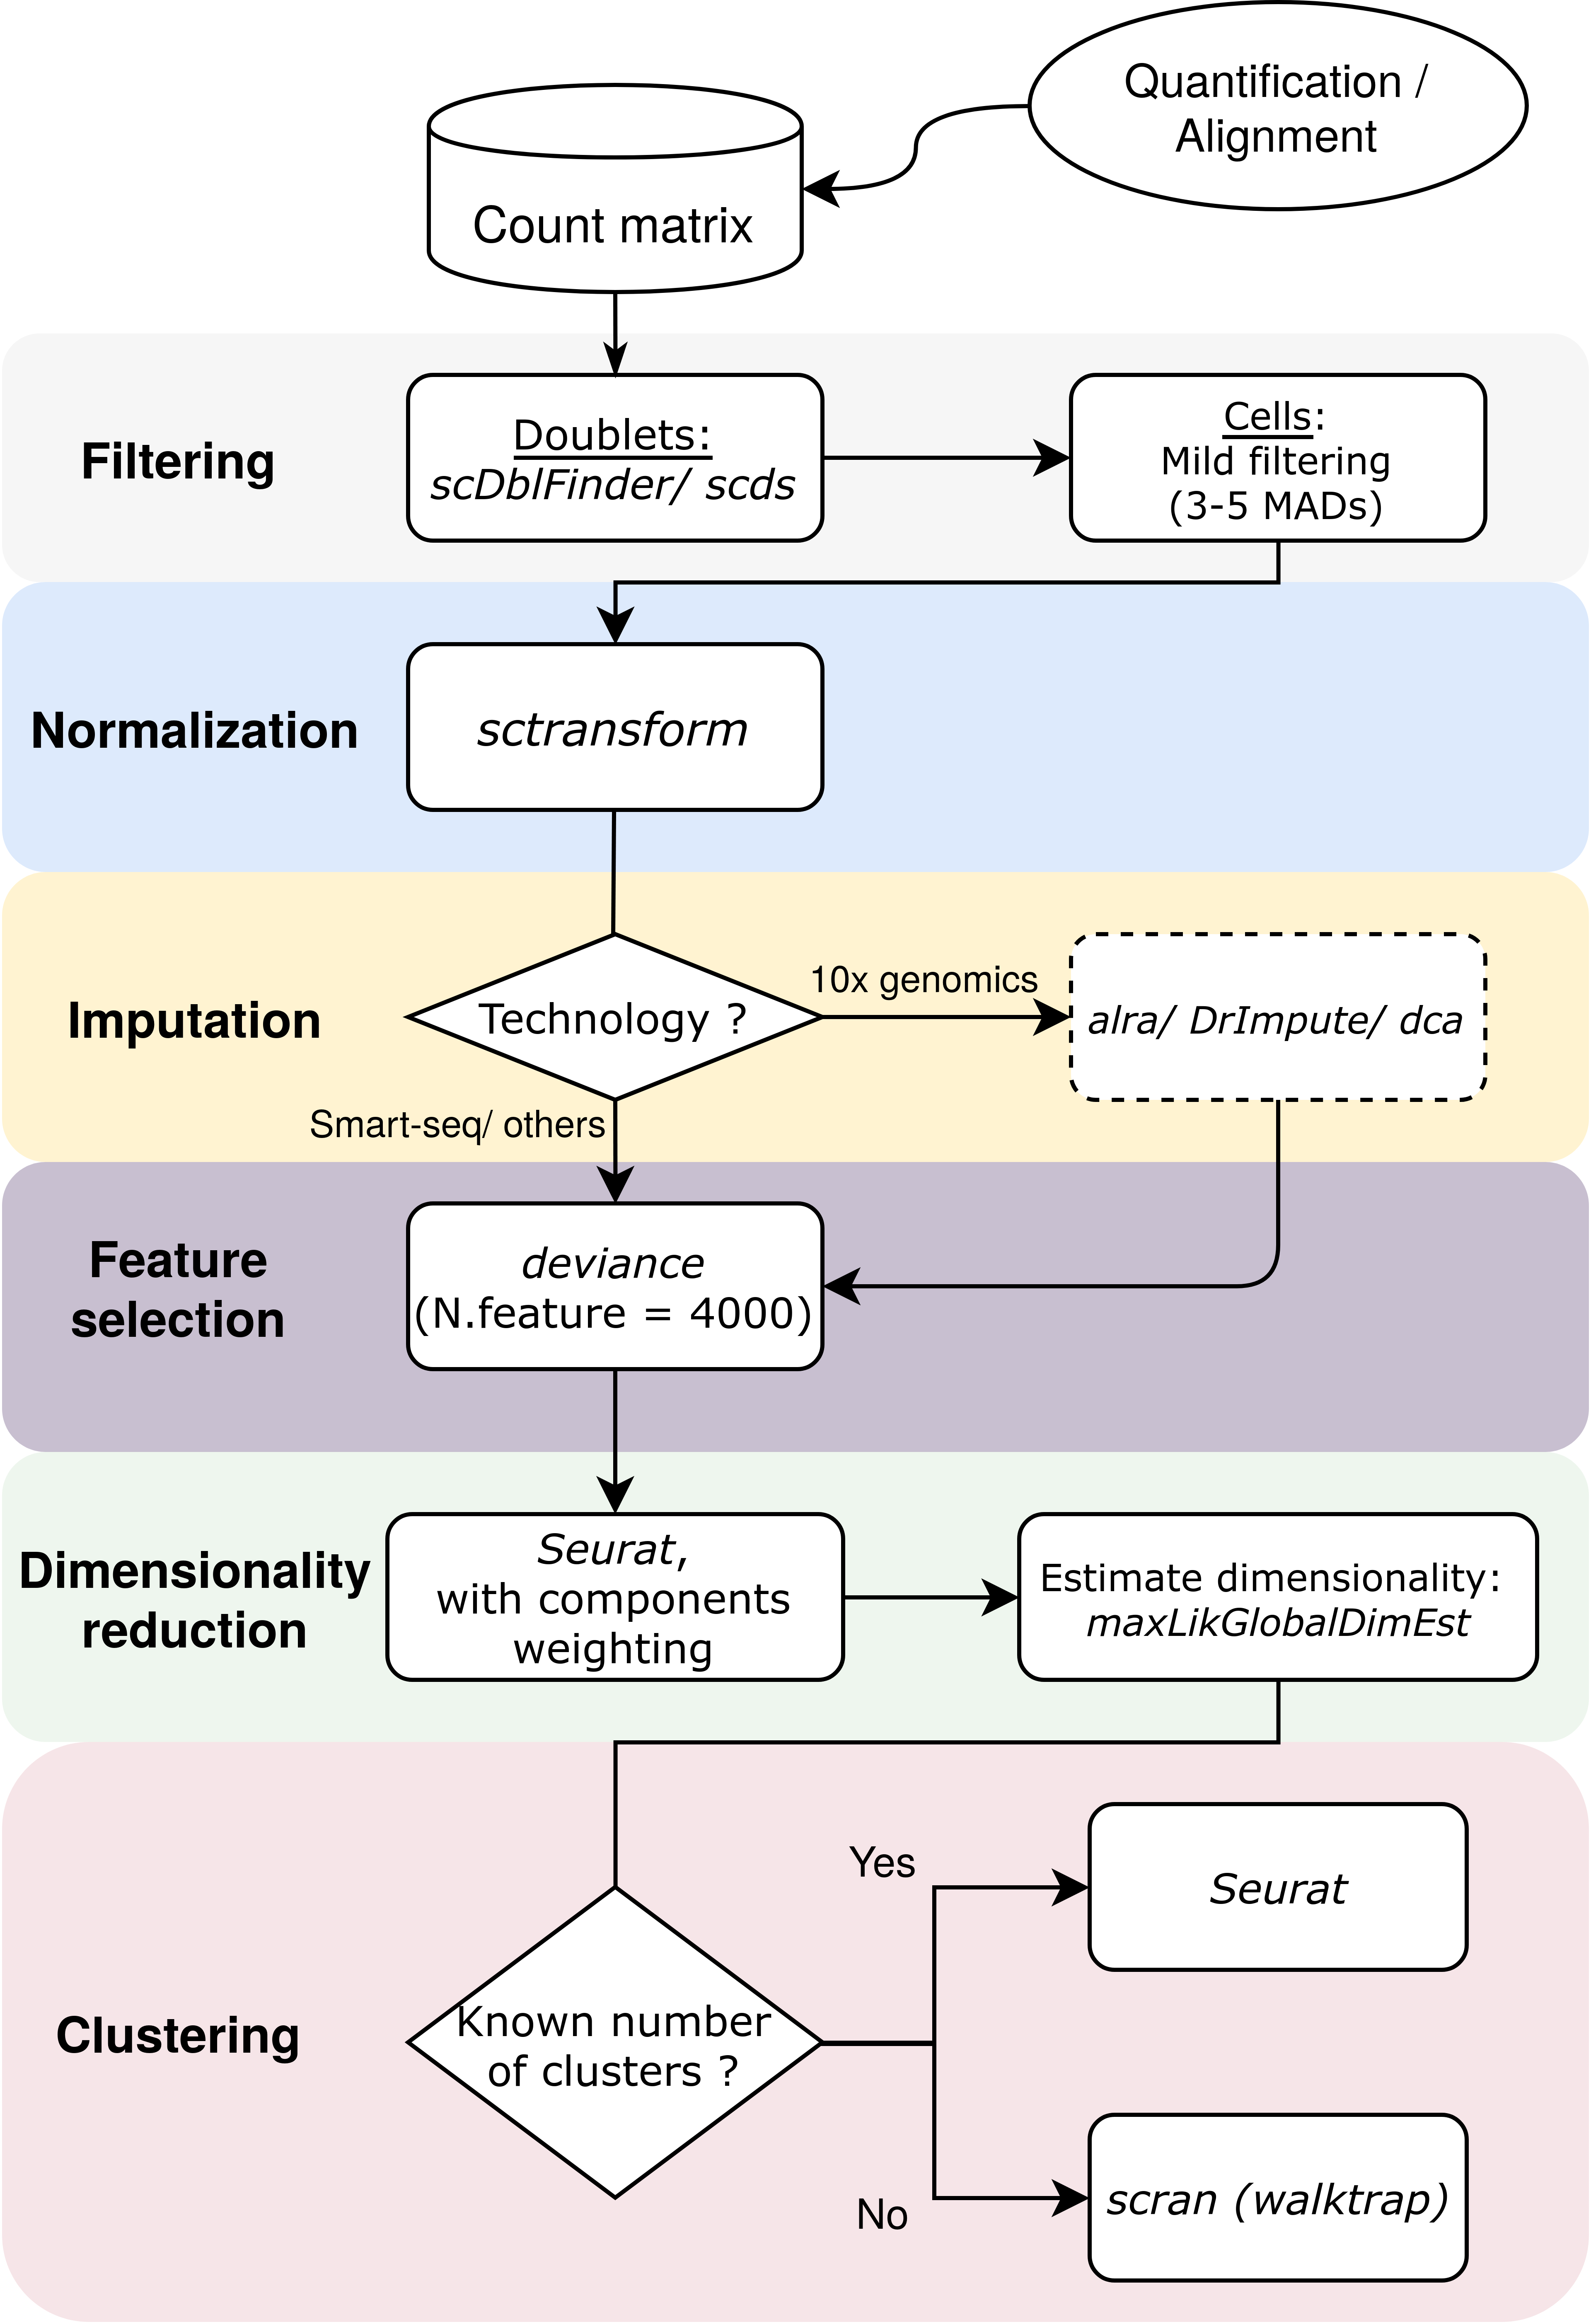 Quantification /
Alignment
Count matrix
Filtering
Doublets:
scDblFinder/ scds
Cells:
Mild filtering
(3-5 MADs)
Normalization
sctransform
Imputation
Technology ?
10x genomics
alra/ DrImpute/ dca
Smart-seq/ others
Feature
selection
deviance
(N.feature = 4000)
Dimensionality
reduction
Seurat,
with components
weighting
Estimate dimensionality:
maxLikGlobalDimEst
Clustering
Known number
of clusters ?
Yes
Seurat
No
scran (walktrap)